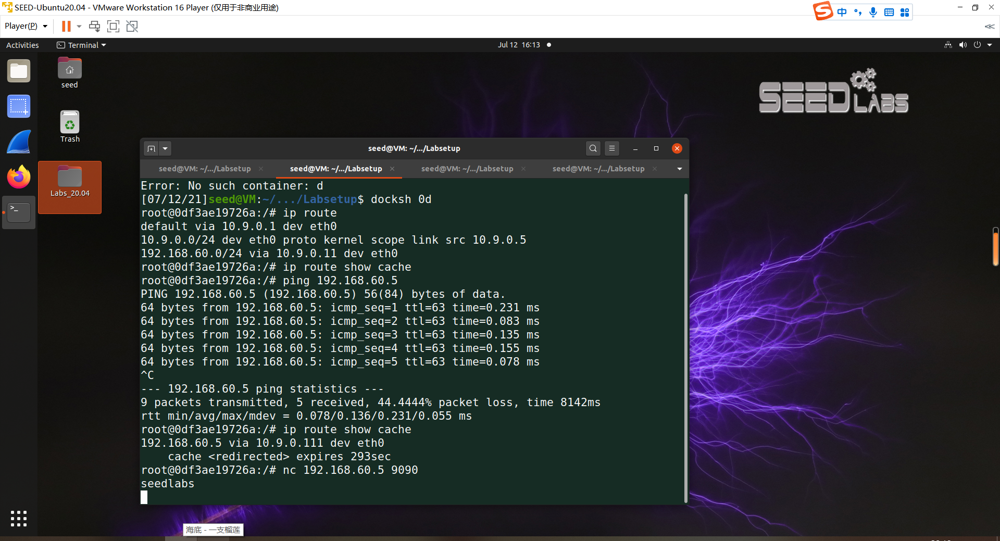 SEED-Ubuntu20.04 - VMware Workstation 16 Player (仅用于非商业用途)
中
Player(P)
Activities
Terminal
Jul 12 16:13
seed
Trash
Labs_20.04
SEED LABS
seed@VM: ~/.../Labsetup
seed@VM: ~/.../Labsetup
seed@VM: ~/.../Labsetup
seed@VM: ~/.../Labsetup
seed@VM: ~/.../Labsetup
Error: No such container: d
[07/12/21]seed@VM:~/.../Labsetup$ docksh 0d
root@0df3ae19726a:/# ip route
default via 10.9.0.1 dev eth0
10.9.0.0/24 dev eth0 proto kernel scope link src 10.9.0.5
192.168.60.0/24 via 10.9.0.11 dev eth0
root@0df3ae19726a:/# ip route show cache
root@0df3ae19726a:/# ping 192.168.60.5
PING 192.168.60.5 (192.168.60.5) 56(84) bytes of data.
64 bytes from 192.168.60.5: icmp_seq=1 ttl=63 time=0.231 ms
64 bytes from 192.168.60.5: icmp_seq=2 ttl=63 time=0.083 ms
64 bytes from 192.168.60.5: icmp_seq=3 ttl=63 time=0.135 ms
64 bytes from 192.168.60.5: icmp_seq=4 ttl=63 time=0.155 ms
64 bytes from 192.168.60.5: icmp_seq=5 ttl=63 time=0.078 ms
^C
--- 192.168.60.5 ping statistics ---
9 packets transmitted, 5 received, 44.4444% packet loss, time 8142ms
rtt min/avg/max/mdev = 0.078/0.136/0.231/0.055 ms
root@0df3ae19726a:/# ip route show cache
192.168.60.5 via 10.9.0.111 dev eth0
    cache <redirected> expires 293sec
root@0df3ae19726a:/# nc 192.168.60.5 9090
seedlabs
海底 - 一支榴莲